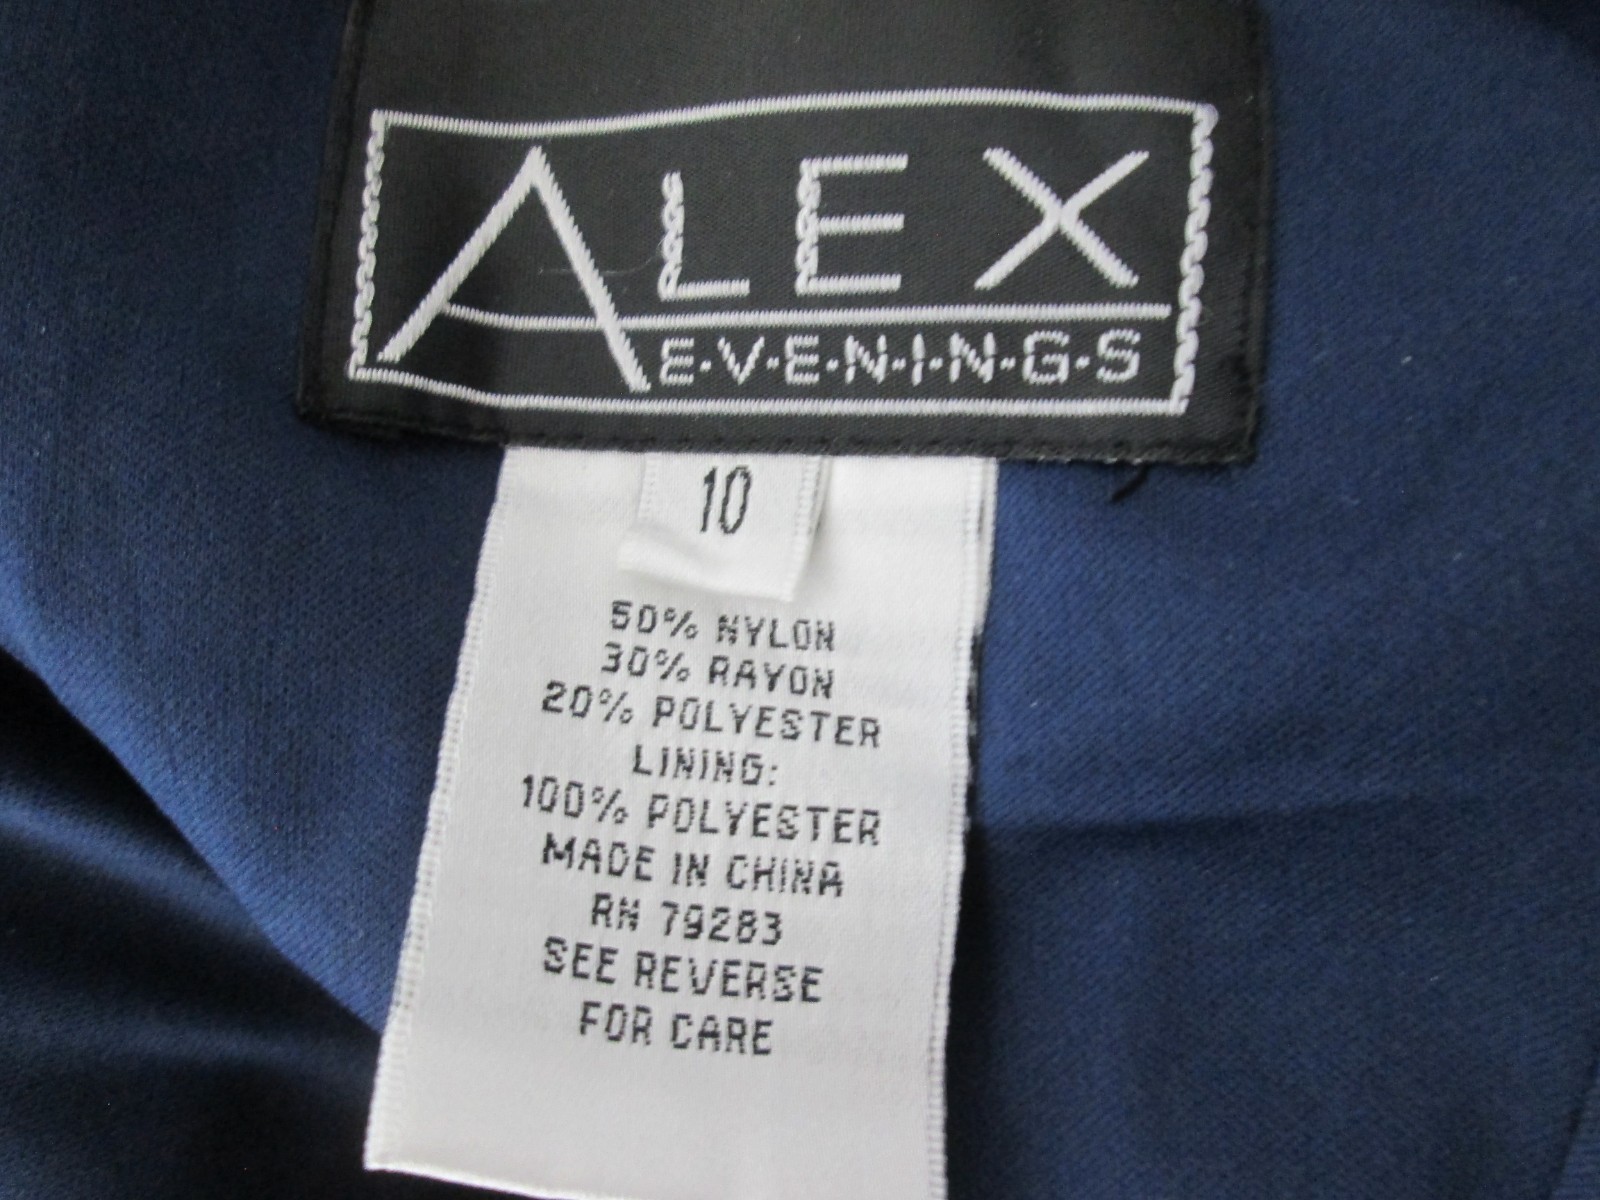 ALEX
E·V·E·N·I·N·G·S
10
50% NYLON
30% RAYON
20% POLYESTER
LINING:
100% POLYESTER
MADE IN CHINA
RN 79283
SEE REVERSE
FOR CARE